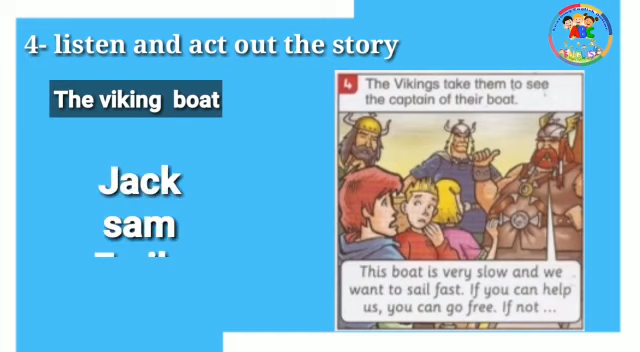 4- listen and act out the story
The viking boat
Jack
sam
4 The Vikings take them to see
the captain of their boat.
This boat is very slow and we
want to sail fast. If you can help
us, you can go free. If not ...
ABC